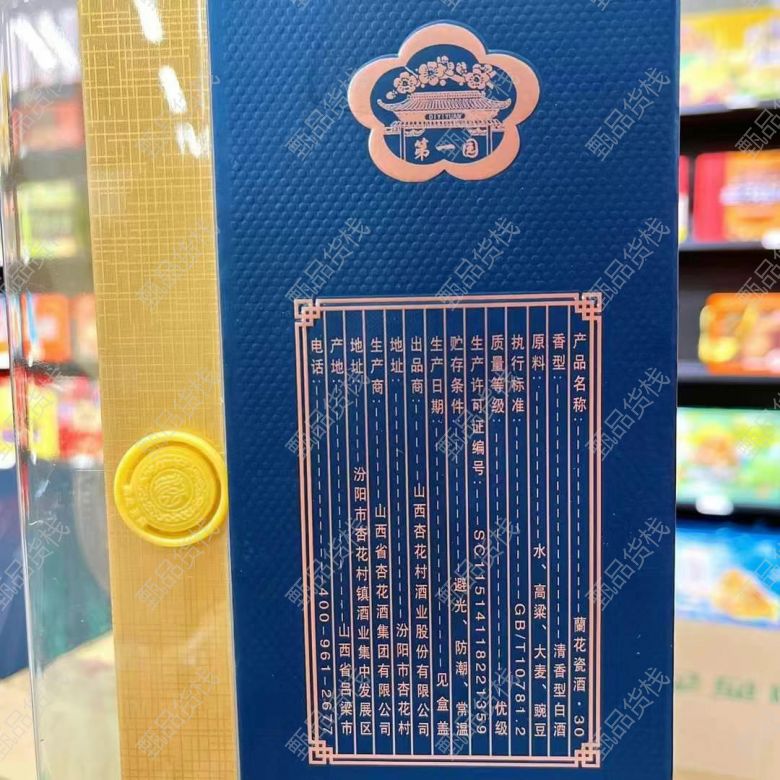 DIYIYUAN
第一园
产品名称: 蘭花瓷酒·30
香型: 清香型白酒
原料: 水、高粱、大麦、豌豆
执行标准: GB/T10781.2
质量等级: 优级
生产许可证编号: SC11514118221359
贮存条件: 避光、防潮、常温
生产日期: 见盒盖
出品商: 山西杏花村酒业股份有限公司
地址: 汾阳市杏花村
生产商: 山西省杏花酒集团有限公司
地址: 汾阳市杏花村镇酒业集中发展区
产地: 山西省吕梁市
电话: 400-961-2617
甄品货栈